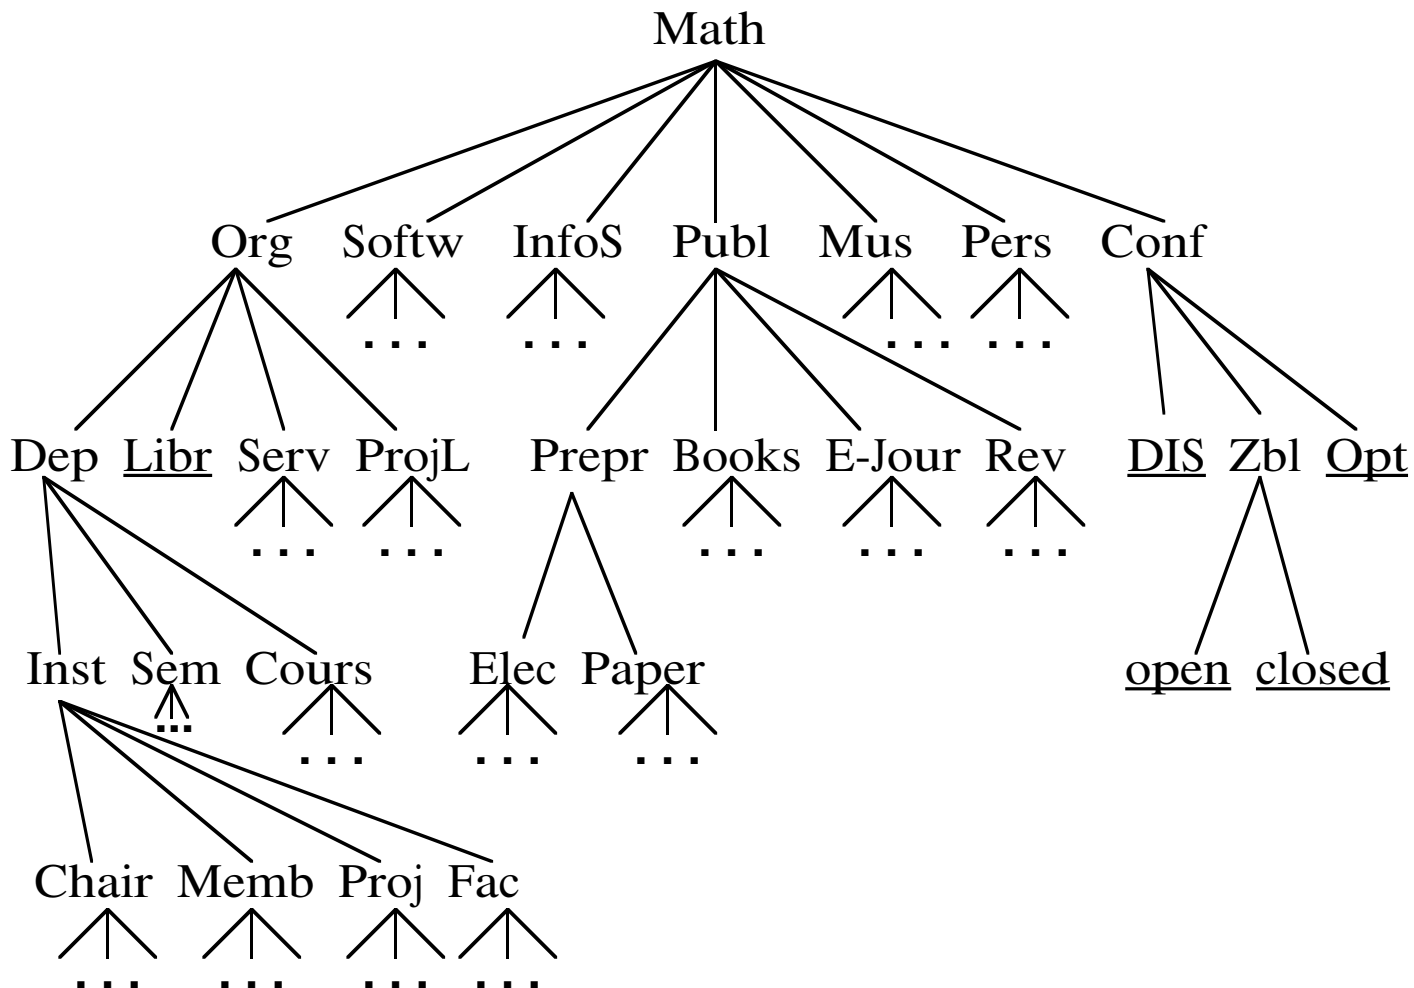 Math
Org Softw InfoS Publ Mus Pers Conf
... ... ... ...
Dep Libr Serv ProjL Prepr Books E-Jour Rev DIS Zbl Opt
... ... ... ... ...
Inst Sem Cours Elec Paper open closed
... ... ... ...
Chair Memb Proj Fac
... ... ... ...